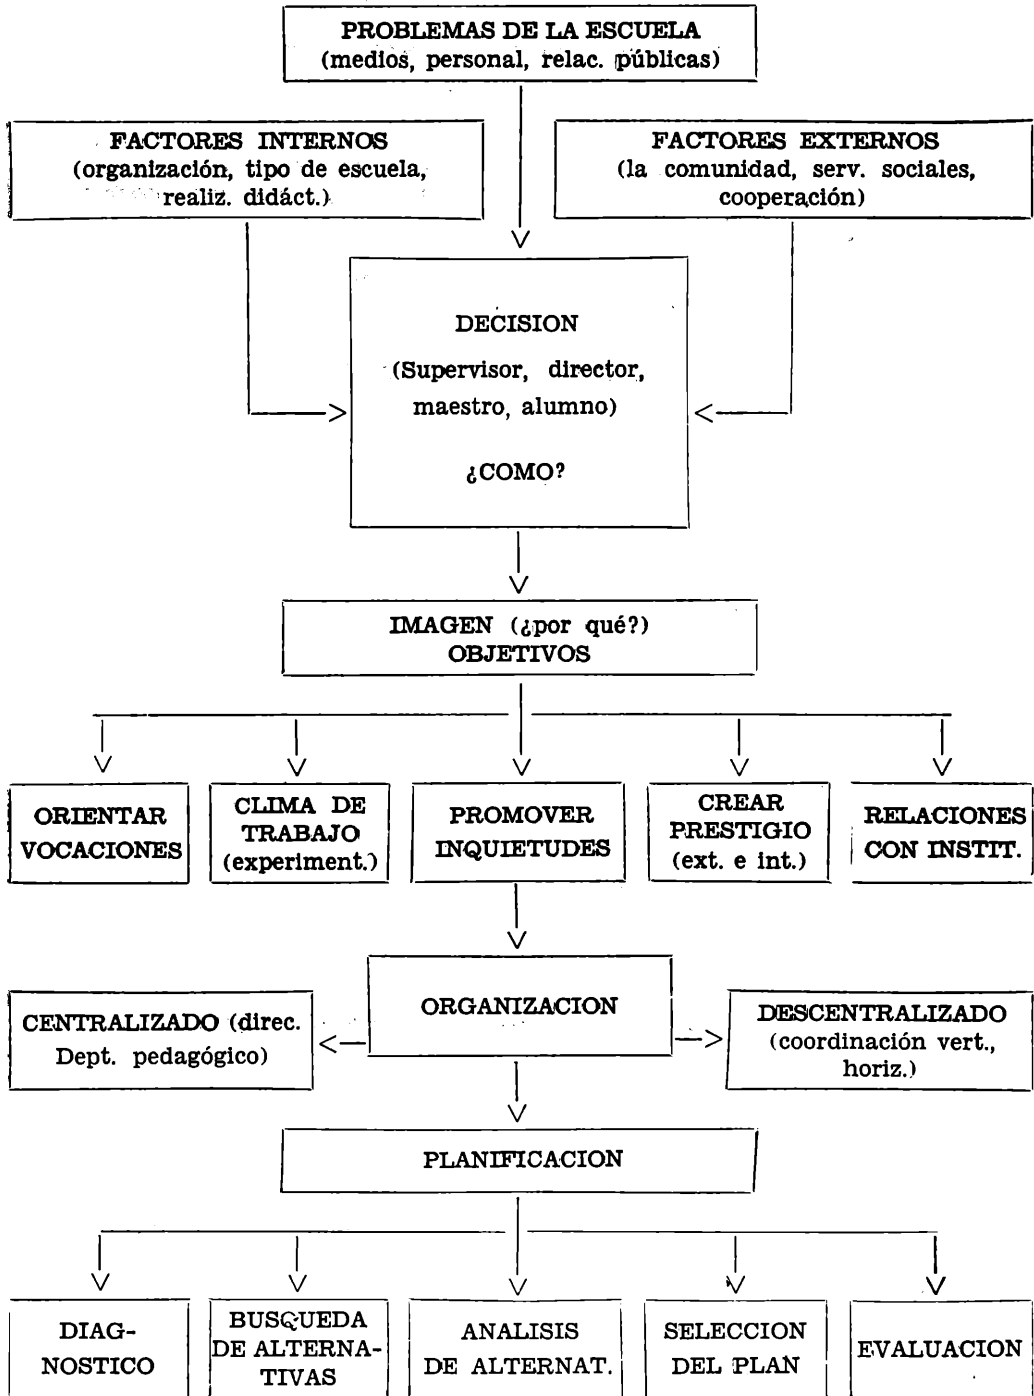 PROBLEMAS DE LA ESCUELA
(medios, personal, relac. públicas)
FACTORES INTERNOS
(organización, tipo de escuela,
realiz. didáct.)
FACTORES EXTERNOS
(la comunidad, serv. sociales,
cooperación)
DECISION
(Supervisor, director,
maestro, alumno)
¿COMO?
IMAGEN (¿por qué?)
OBJETIVOS
ORIENTAR
VOCACIONES
CLIMA DE
TRABAJO
(experiment.)
PROMOVER
INQUIETUDES
CREAR
PRESTIGIO
(ext. e int.)
RELACIONES
CON INSTIT.
ORGANIZACION
CENTRALIZADO (direc.
Dept. pedagógico)
DESCENTRALIZADO
(coordinación vert.,
horiz.)
PLANIFICACION
DIAG-
NOSTICO
BUSQUEDA
DE ALTERNA-
TIVAS
ANALISIS
DE ALTERNAT.
SELECCION
DEL PLAN
EVALUACION